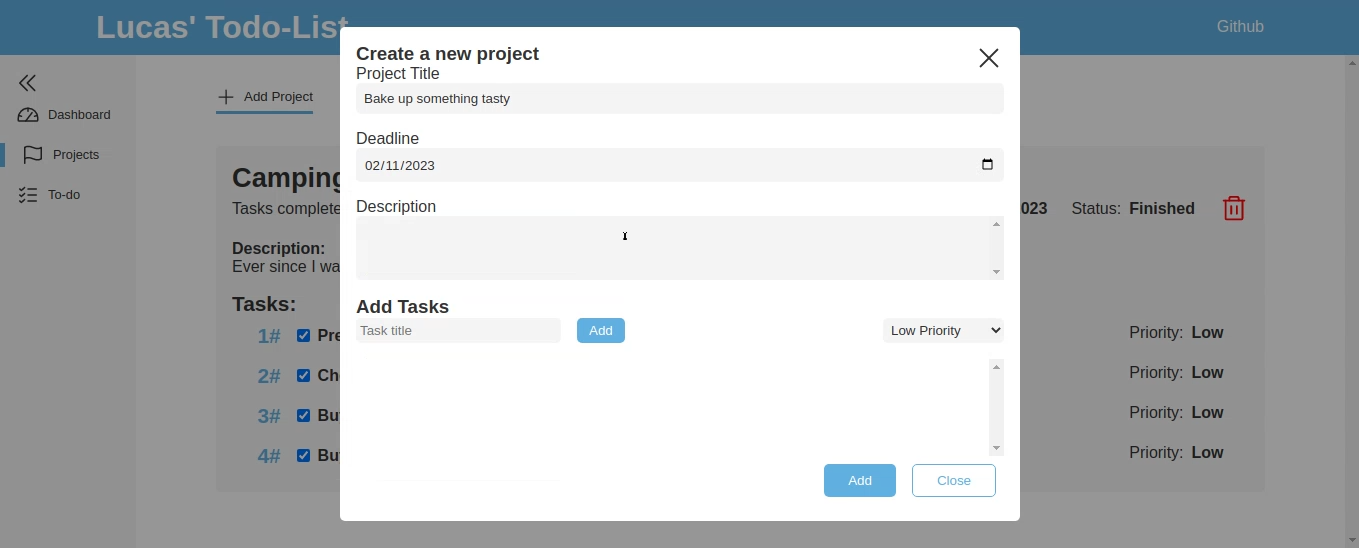 Lucas' Todo-List
Github
Dashboard
Projects
To-do
Add Project
Camping
Tasks complete
023 Status: Finished
Description:
Ever since I wa
Tasks:
1# Pre Priority: Low
2# Ch Priority: Low
3# Bu Priority: Low
4# Bu Priority: Low
Create a new project
Project Title
Bake up something tasty
Deadline
02/11/2023
Description
Add Tasks
Task title Add Low Priority
Add Close